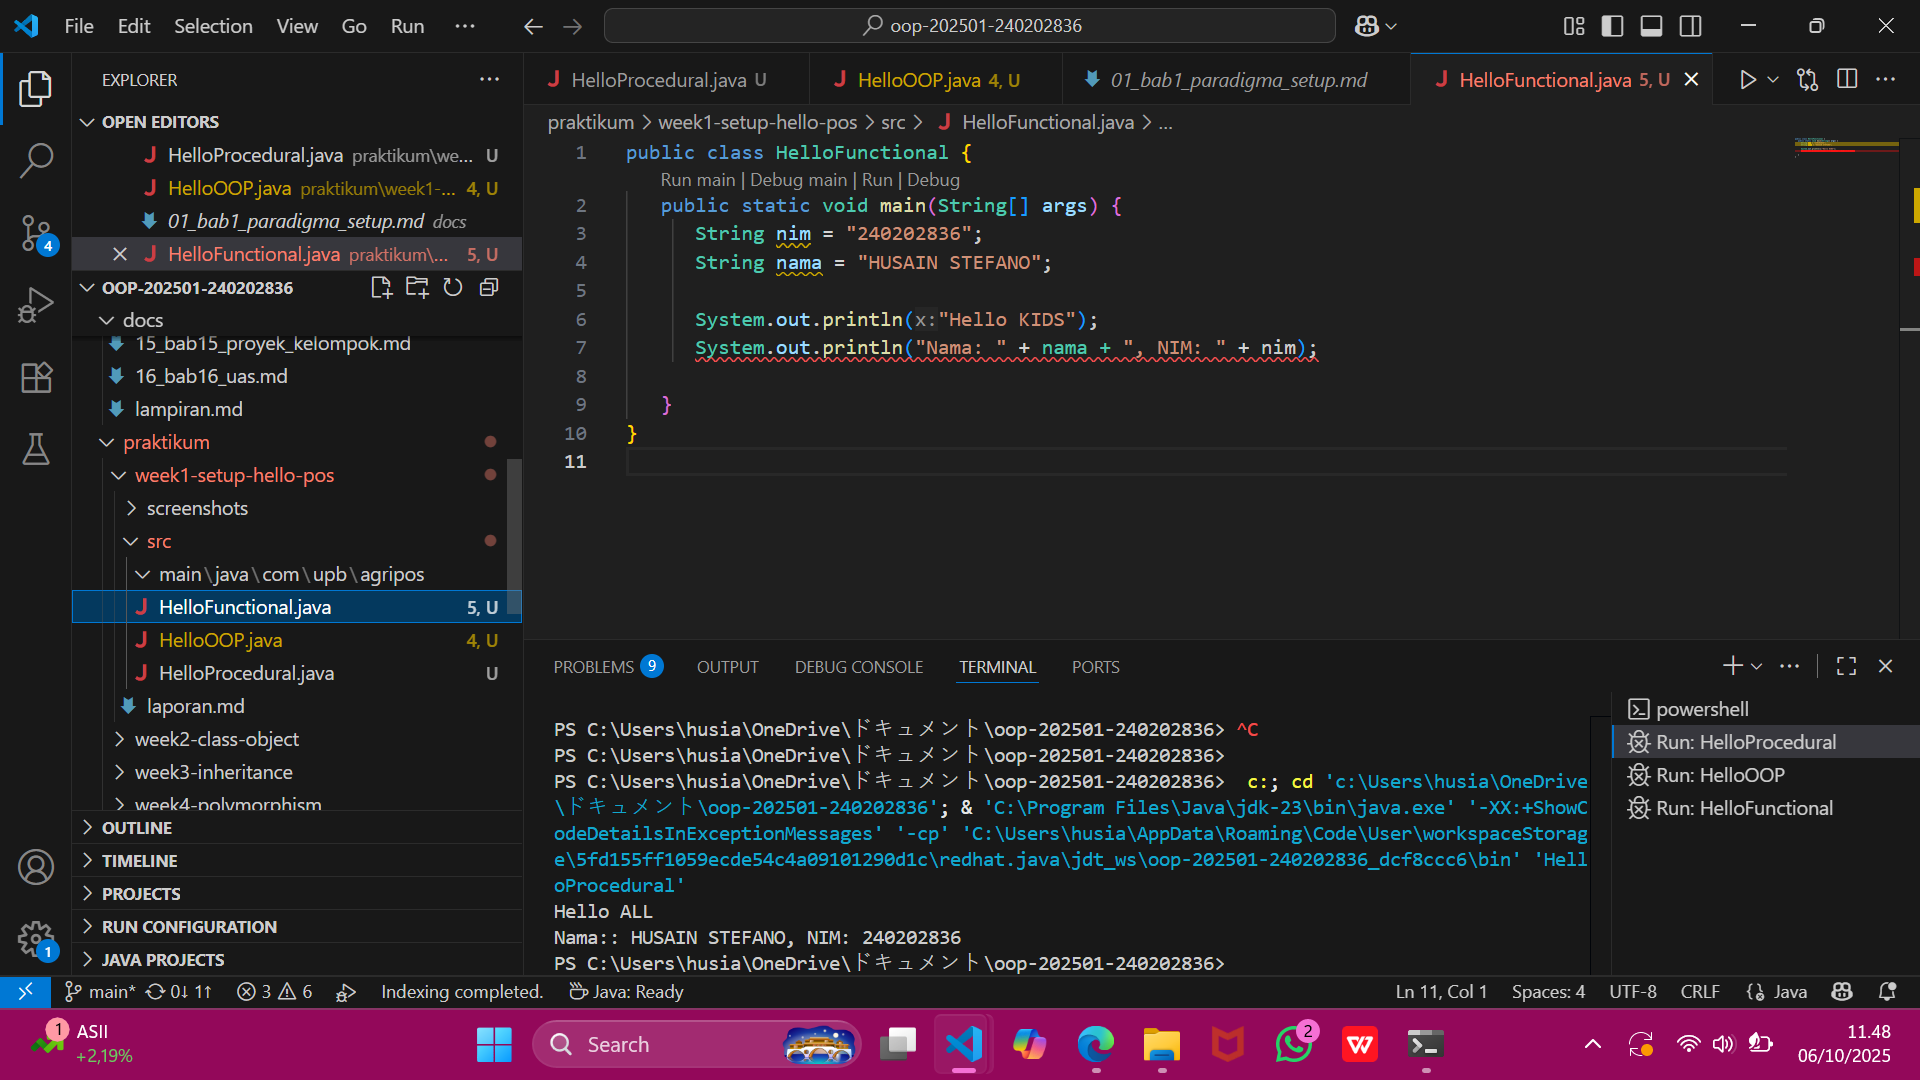 File Edit Selection View Go Run ···
oop-202501-240202836
EXPLORER
OPEN EDITORS
HelloProcedural.java praktikum\we... U
HelloOOP.java praktikum\week1-... 4, U
01_bab1_paradigma_setup.md docs
HelloFunctional.java praktikum\... 5, U
OOP-202501-240202836
docs
15_bab15_proyek_kelompok.md
16_bab16_uas.md
lampiran.md
praktikum
week1-setup-hello-pos
screenshots
src
main\java\com\upb\agripos
HelloFunctional.java 5, U
HelloOOP.java 4, U
HelloProcedural.java U
laporan.md
week2-class-object
week3-inheritance
week4-polymorphism
OUTLINE
TIMELINE
PROJECTS
RUN CONFIGURATION
JAVA PROJECTS
HelloProcedural.java U
HelloOOP.java 4, U
01_bab1_paradigma_setup.md
HelloFunctional.java 5, U
praktikum > week1-setup-hello-pos > src > HelloFunctional.java > ...
1 public class HelloFunctional {
Run main | Debug main | Run | Debug
2 public static void main(String[] args) {
3 String nim = "240202836";
4 String nama = "HUSAIN STEFANO";
5
6 System.out.println(x:"Hello KIDS");
7 System.out.println("Nama: " + nama + ", NIM: " + nim);
8
9 }
10 }
11
PROBLEMS 9 OUTPUT DEBUG CONSOLE TERMINAL PORTS
PS C:\Users\husia\OneDrive\ドキュメント\oop-202501-240202836> ^C
PS C:\Users\husia\OneDrive\ドキュメント\oop-202501-240202836>
PS C:\Users\husia\OneDrive\ドキュメント\oop-202501-240202836> c:; cd 'c:\Users\husia\OneDrive
\ドキュメント\oop-202501-240202836'; & 'C:\Program Files\Java\jdk-23\bin\java.exe' '-XX:+ShowC
odeDetailsInExceptionMessages' '-cp' 'C:\Users\husia\AppData\Roaming\Code\User\workspaceStorag
e\5fd155ff1059ecde54c4a09101290d1c\redhat.java\jdt_ws\oop-202501-240202836_dcf8ccc6\bin' 'Hell
oProcedural'
Hello ALL
Nama:: HUSAIN STEFANO, NIM: 240202836
PS C:\Users\husia\OneDrive\ドキュメント\oop-202501-240202836>
powershell
Run: HelloProcedural
Run: HelloOOP
Run: HelloFunctional
4
1
main* 0↓ 1↑ 3 6 Indexing completed. Java: Ready
Ln 11, Col 1 Spaces: 4 UTF-8 CRLF Java
1
ASII
+2,19%
Search
2
11.48
06/10/2025